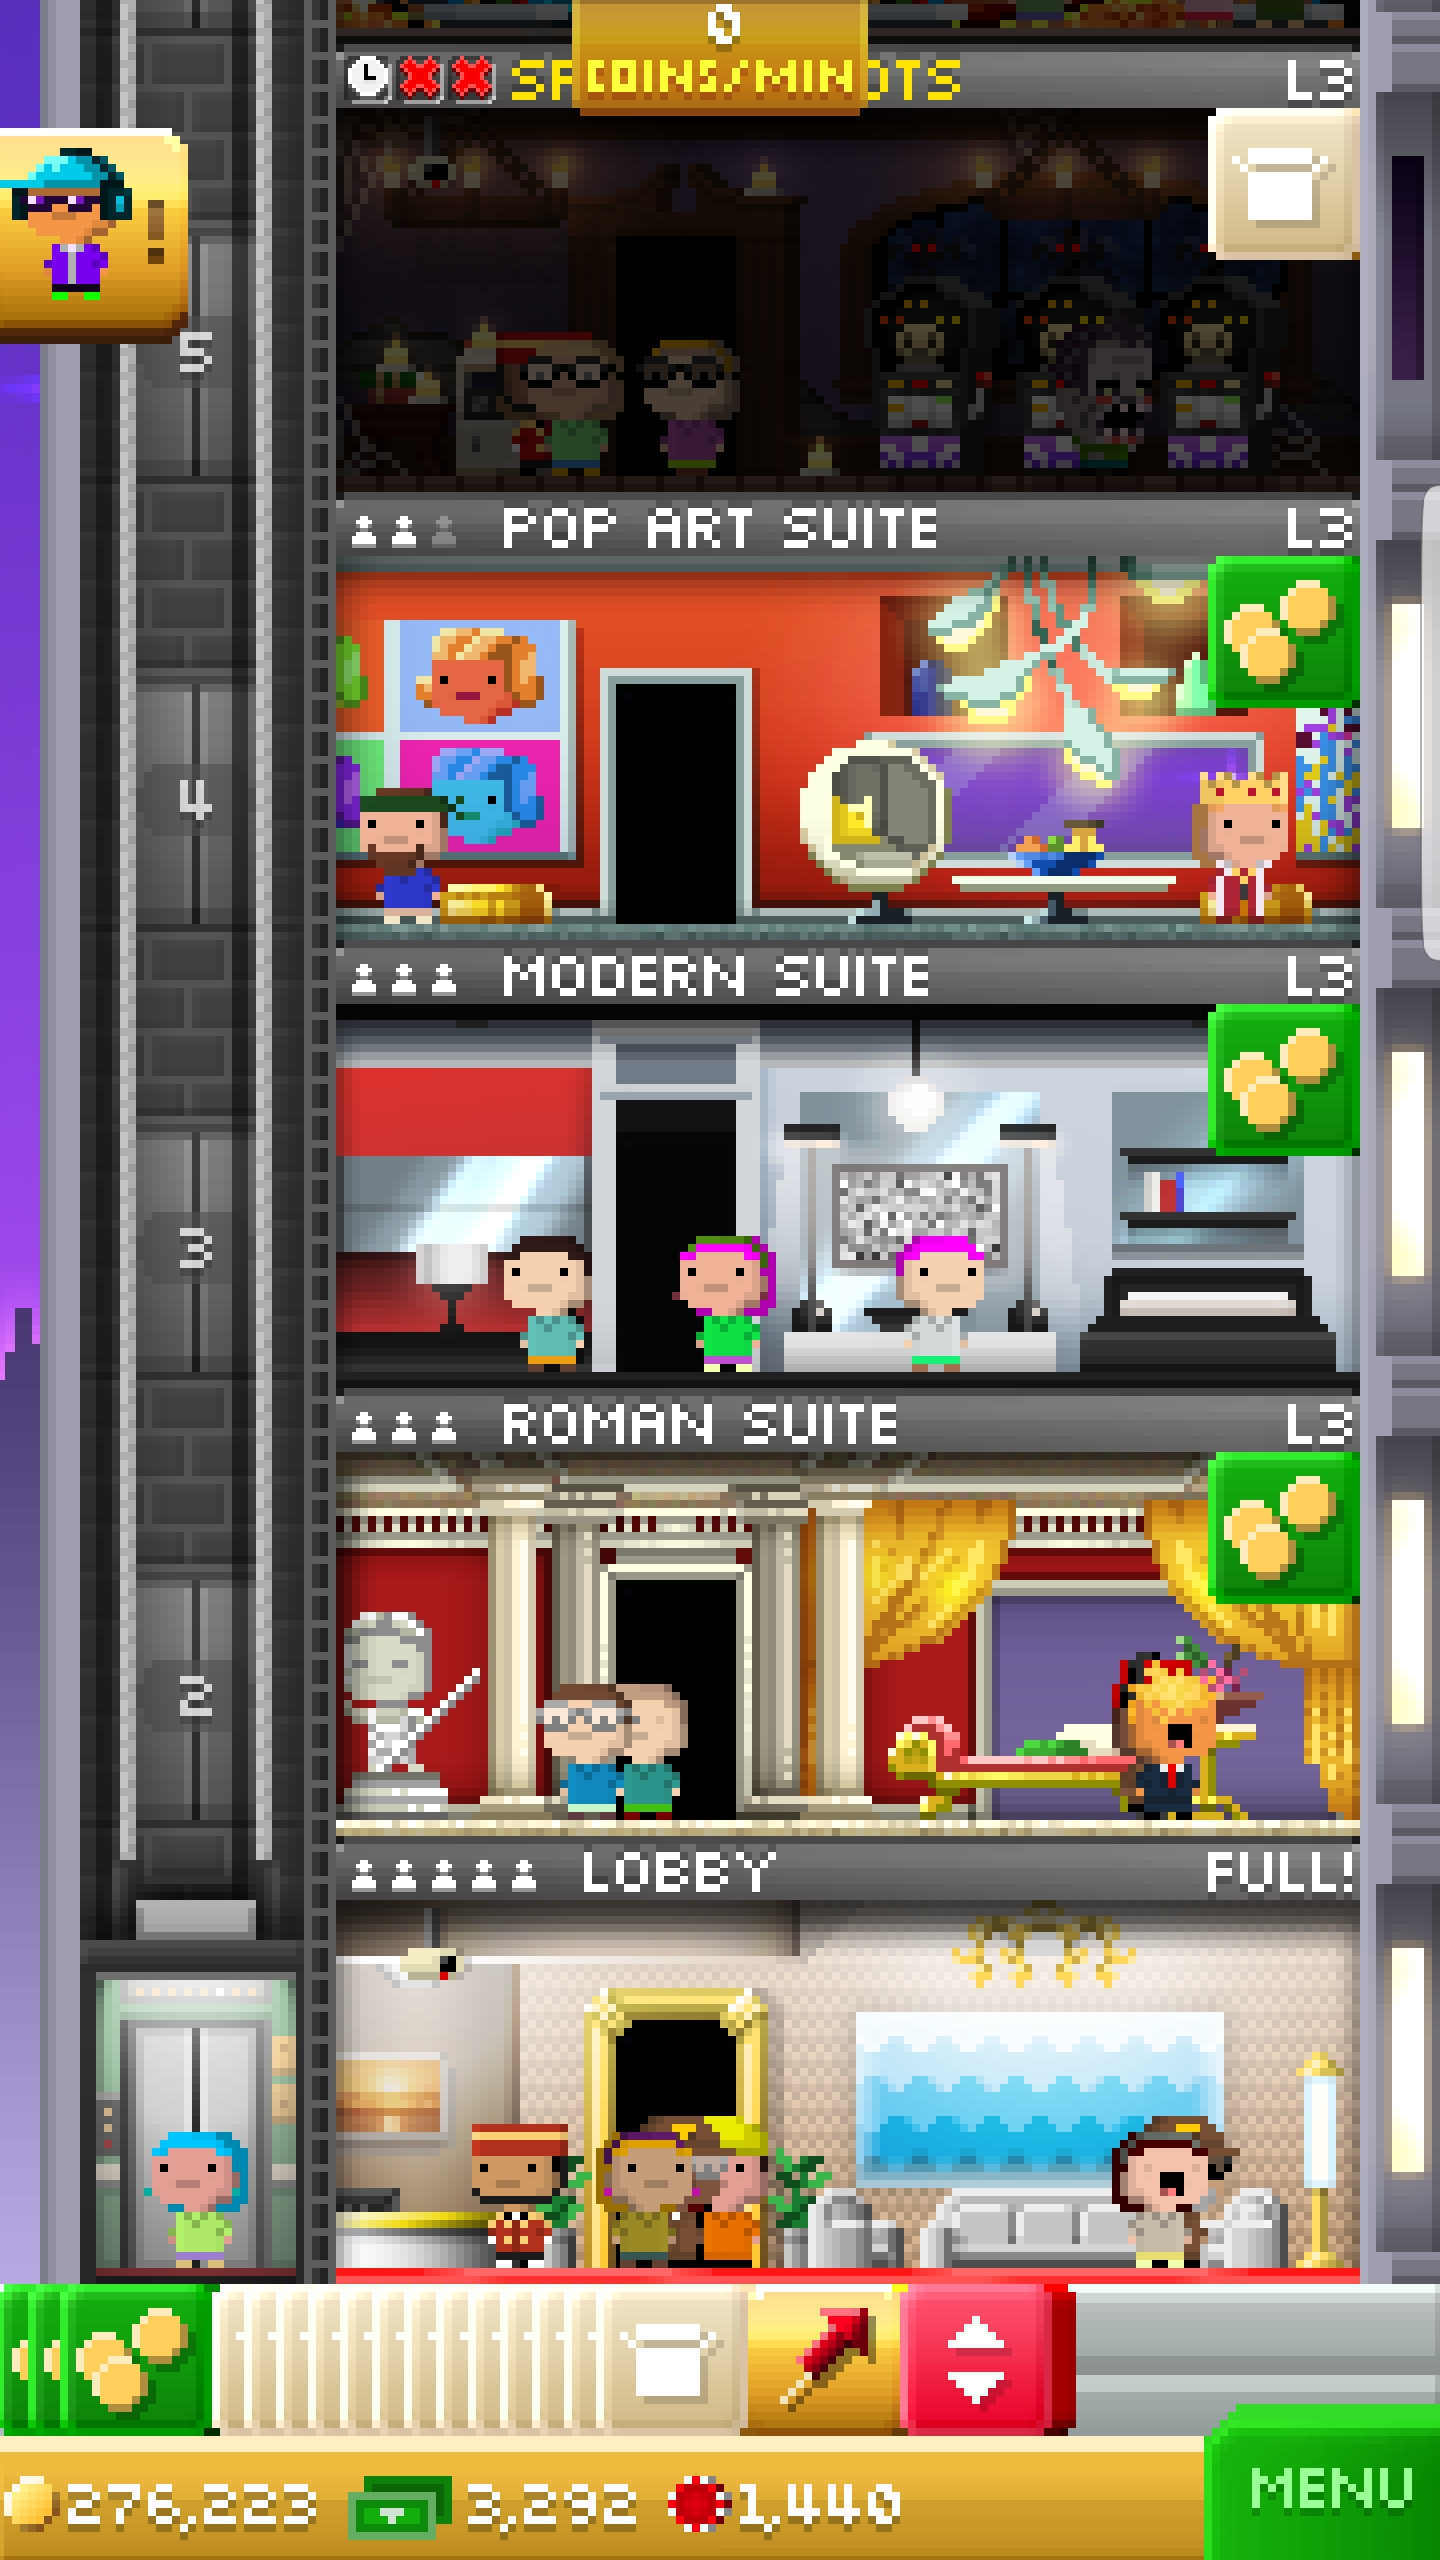 0
COINS/MIN
SP OTS L3
5
POP ART SUITE L3
4
MODERN SUITE L3
3
ROMAN SUITE L3
2
LOBBY FULL!
276,223 3,292 1,440
MENU